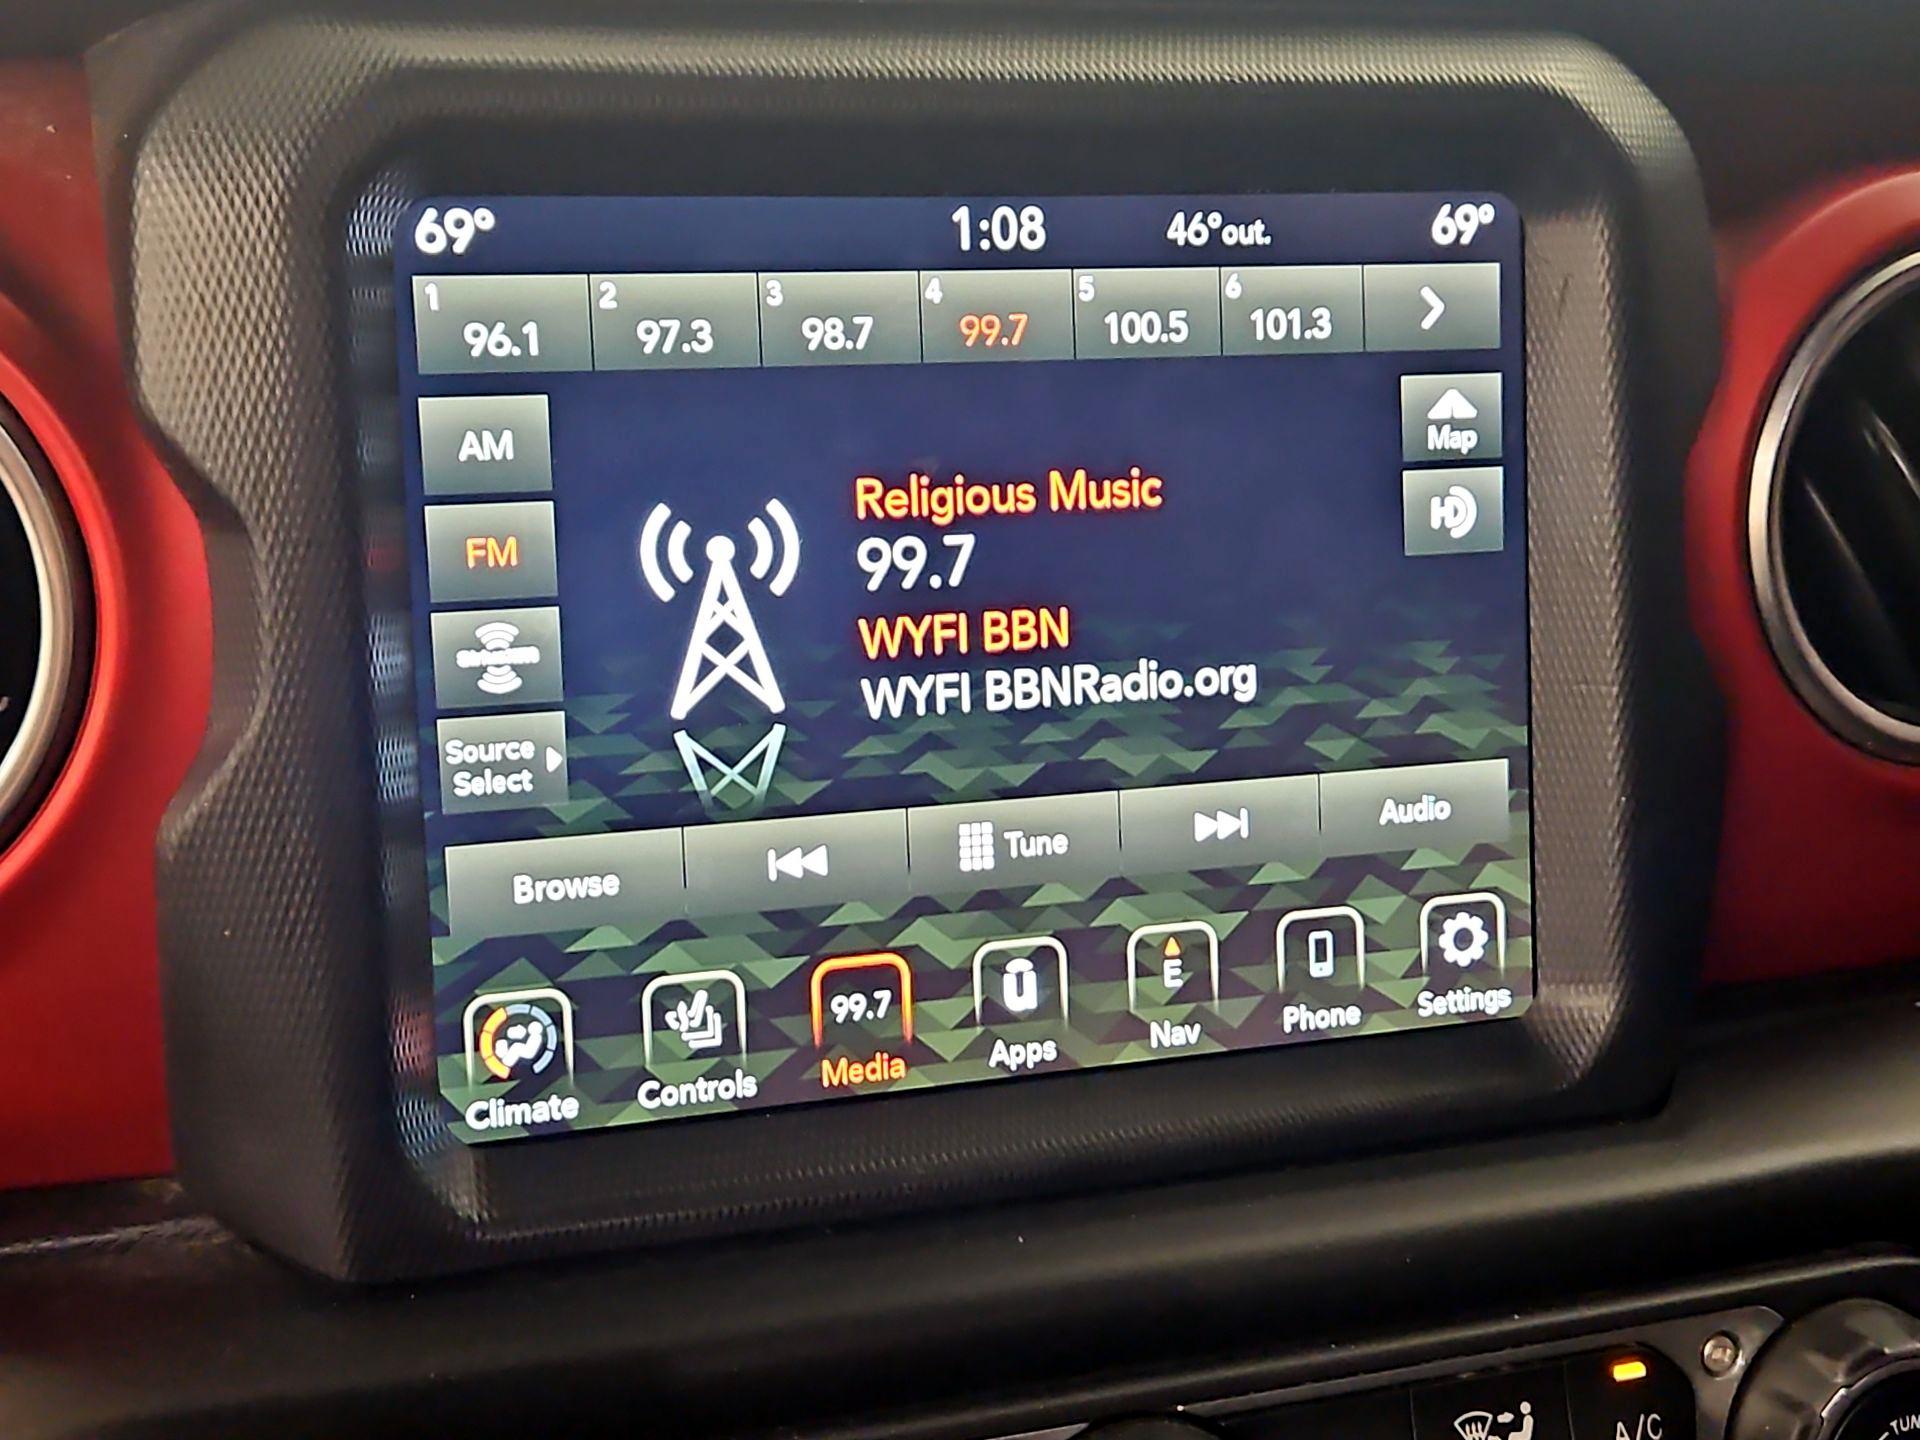 69° 1:08 46°out. 69°
1 2 3 4 5 6
96.1 97.3 98.7 99.7 100.5 101.3
AM
Map
FM
HD
Religious Music
99.7
WYFI BBN
WYFI BBNRadio.org
Source
Select
Browse Tune Audio
99.7 E
Climate Controls Media Apps Nav Phone Settings
A/C